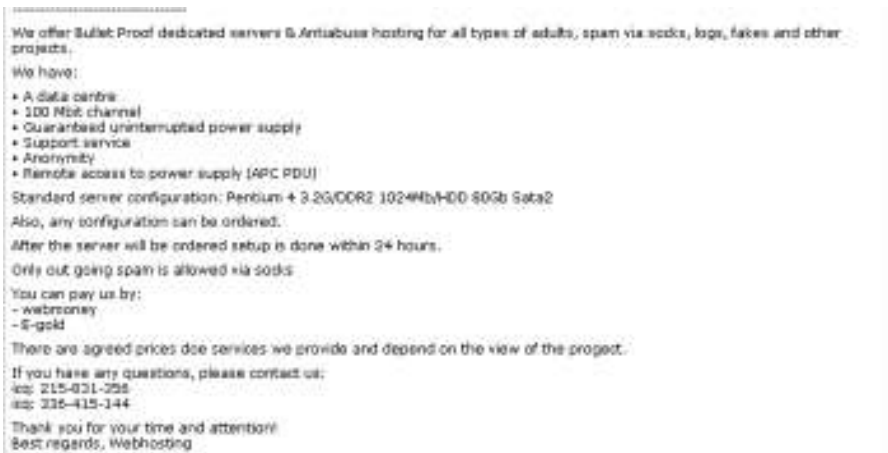 We offer Bullet Proof dedicated servers & Antiabuse hosting for all types of adults, spam via socks, logs, fakes and other
projects.
We have:
• A data centre
• 100 Mbit channel
• Guaranteed uninterrupted power supply
• Support service
• Anonymity
• Remote access to power supply (APC PDU)
Standard server configuration: Pentium 4 3.2G/DDR2 1024Mb/HDD 80Gb Sata2
Also, any configuration can be ordered.
After the server will be ordered setup is done within 24 hours.
Only out going spam is allowed via socks
You can pay us by:
- webmoney
- E-gold
There are agreed prices doe services we provide and depend on the view of the progect.
If you have any questions, please contact us:
icq: 215-031-356
icq: 336-415-144
Thank you for your time and attention!
Best regards, Webhosting